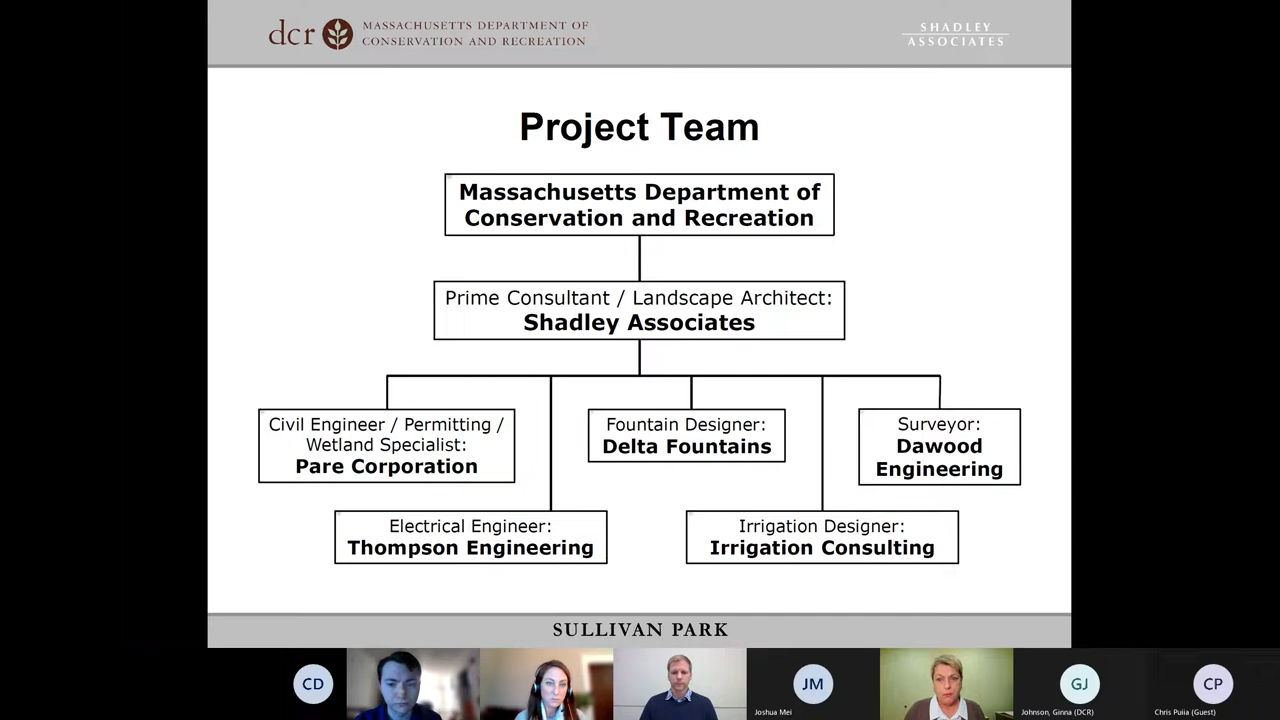 dcr
MASSACHUSETTS DEPARTMENT OF
CONSERVATION AND RECREATION
SHADLEY
ASSOCIATES
Project Team
Massachusetts Department of
Conservation and Recreation
Prime Consultant / Landscape Architect:
Shadley Associates
Civil Engineer / Permitting /
Wetland Specialist:
Pare Corporation
Fountain Designer:
Delta Fountains
Surveyor:
Dawood
Engineering
Electrical Engineer:
Thompson Engineering
Irrigation Designer:
Irrigation Consulting
SULLIVAN PARK
CD
JM
Joshua Mei
GJ
Johnson, Ginna (DCR)
CP
Chris Puiia (Guest)